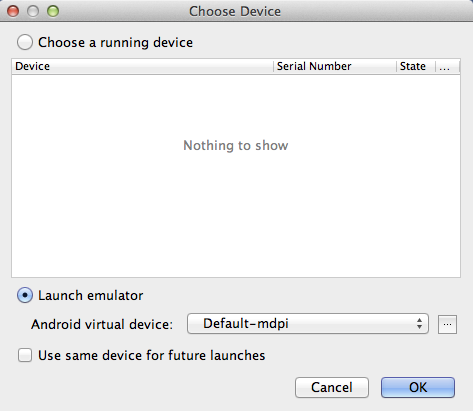 Choose Device
Choose a running device
Device Serial Number State ...
Nothing to show
Launch emulator
Android virtual device: Default-mdpi ...
Use same device for future launches
Cancel OK